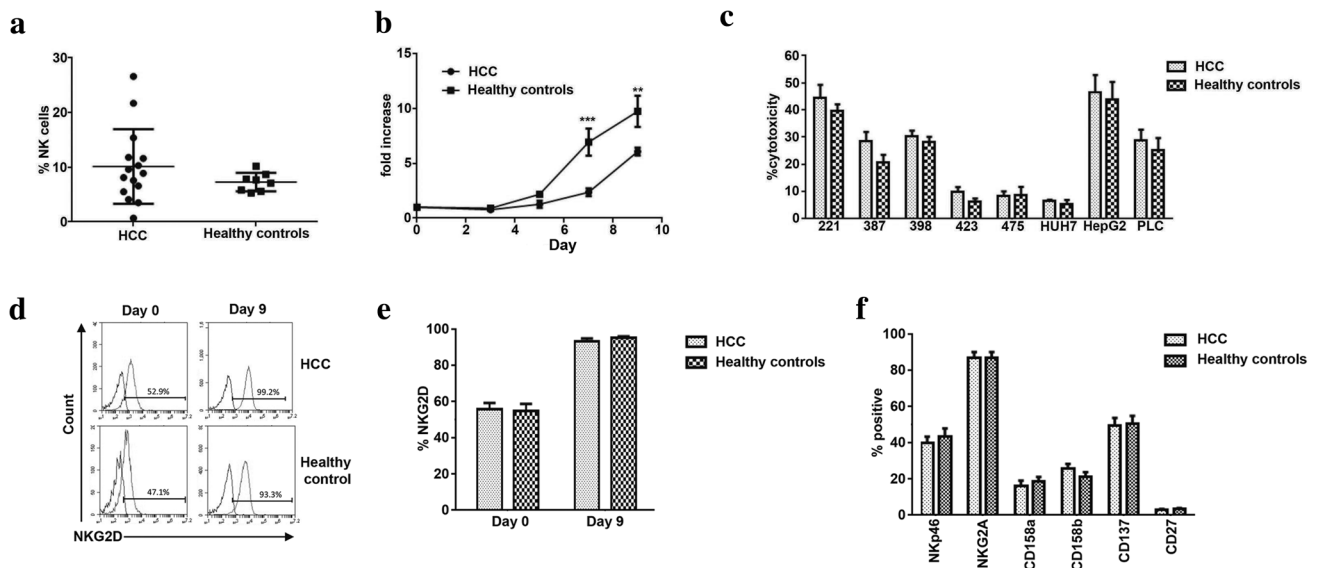 a
30
20
10
0
% NK cells
HCC
Healthy controls
b
15
10
5
0
fold increase
HCC
Healthy controls
***
**
0 2 4 6 8 10
Day
c
60
50
40
30
20
10
0
%cytotoxicity
HCC
Healthy controls
221 387 398 423 475 HUH7 HepG2 PLC
d
Day 0 Day 9
Count
52.9%
99.2%
HCC
47.1%
93.3%
Healthy
control
NKG2D
e
100
80
60
40
20
0
% NKG2D
HCC
Healthy controls
Day 0 Day 9
f
100
80
60
40
20
0
% positive
HCC
Healthy controls
NKp46
NKG2A
CD158a
CD158b
CD137
CD27